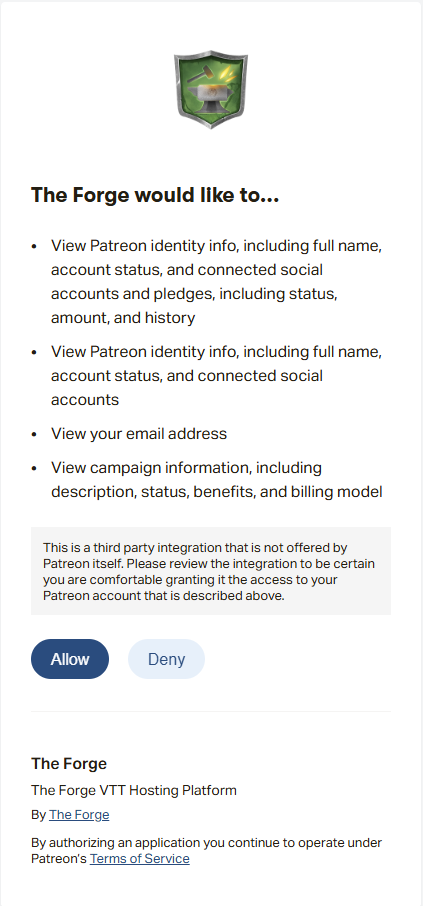 The Forge would like to...
• View Patreon identity info, including full name,
account status, and connected social
accounts and pledges, including status,
amount, and history
• View Patreon identity info, including full name,
account status, and connected social
accounts
• View your email address
• View campaign information, including
description, status, benefits, and billing model
This is a third party integration that is not offered by
Patreon itself. Please review the integration to be certain
you are comfortable granting it the access to your
Patreon account that is described above.
Allow Deny
The Forge
The Forge VTT Hosting Platform
By The Forge
By authorizing an application you continue to operate under
Patreon's Terms of Service